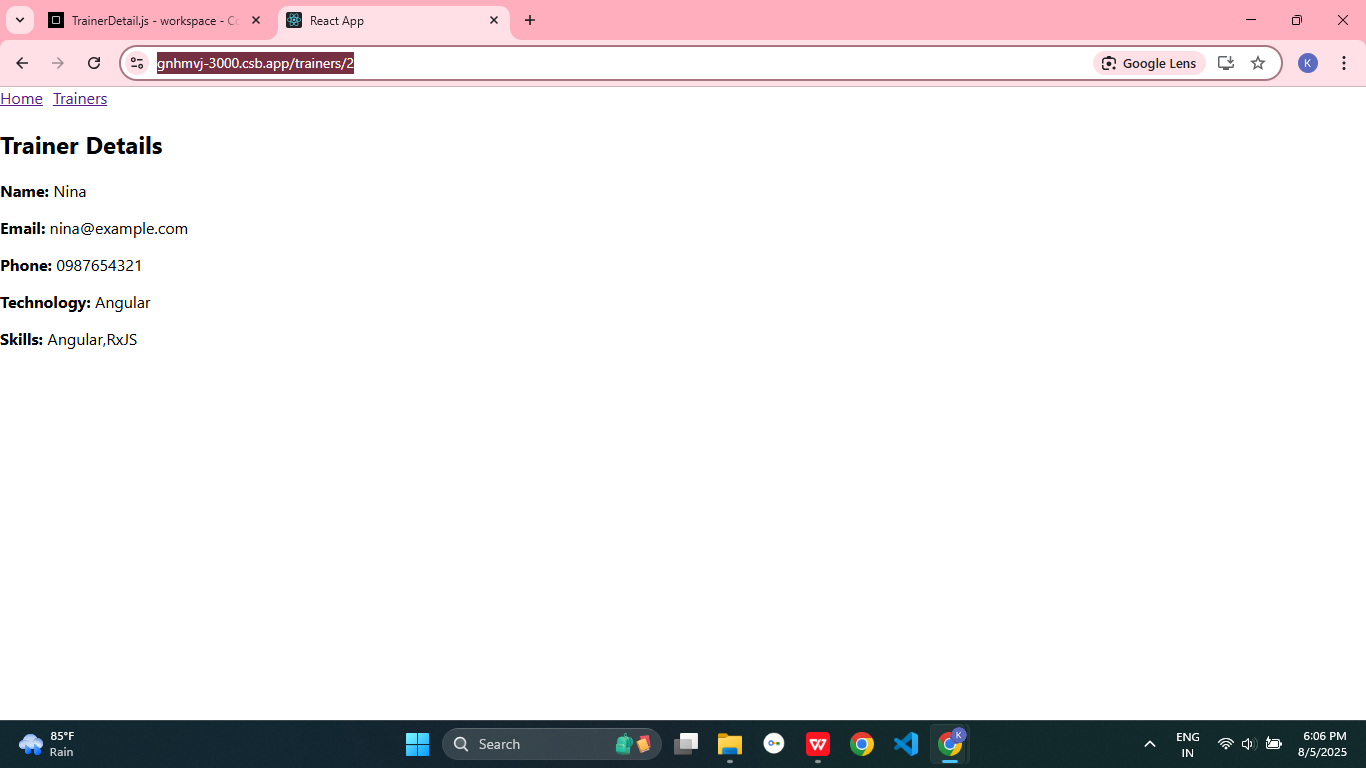 TrainerDetail.js - workspace - Co
React App
gnhmvj-3000.csb.app/trainers/2
Google Lens
K
Home Trainers
Trainer Details
Name: Nina
Email: nina@example.com
Phone: 0987654321
Technology: Angular
Skills: Angular,RxJS
85°F
Rain
Search
K
ENG
IN
6:06 PM
8/5/2025